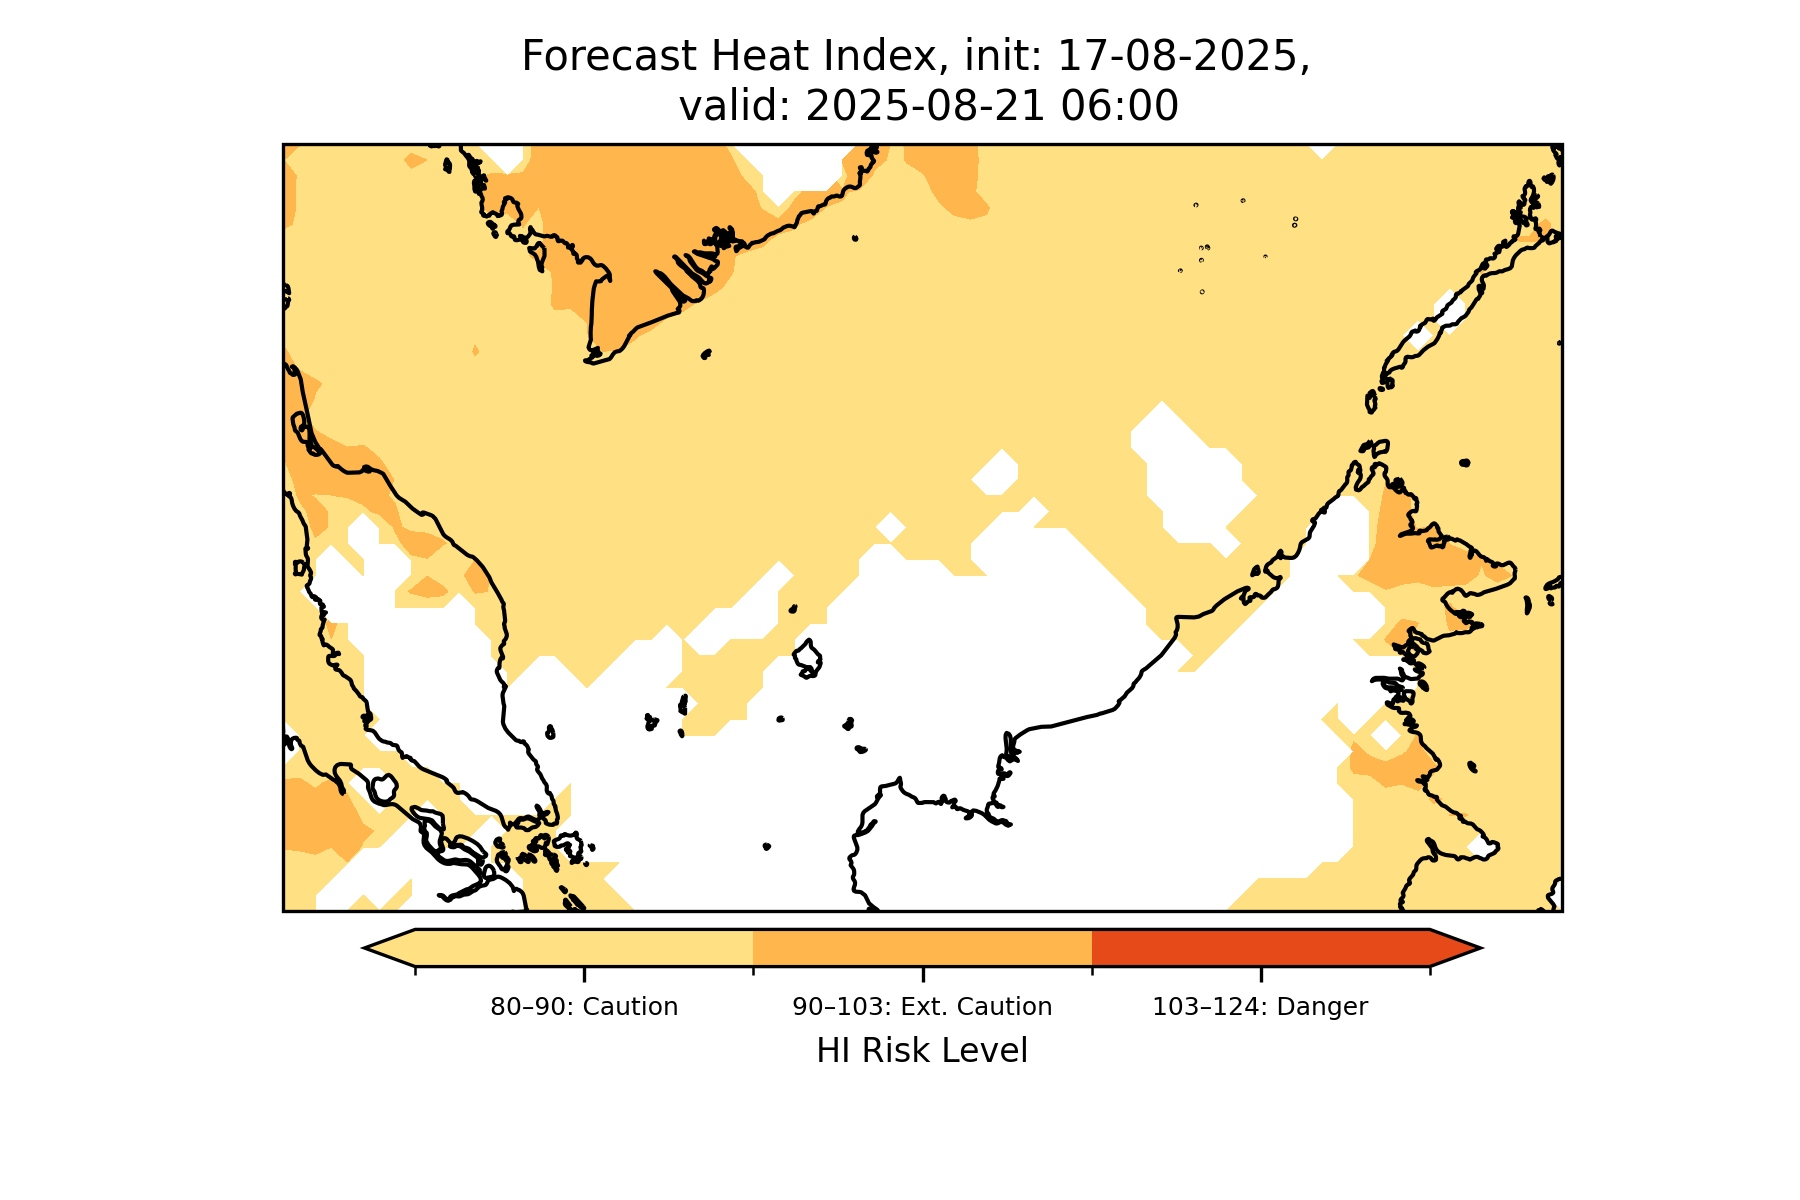 Forecast Heat Index, init: 17-08-2025,
valid: 2025-08-21 06:00
80–90: Caution
90–103: Ext. Caution
103–124: Danger
HI Risk Level